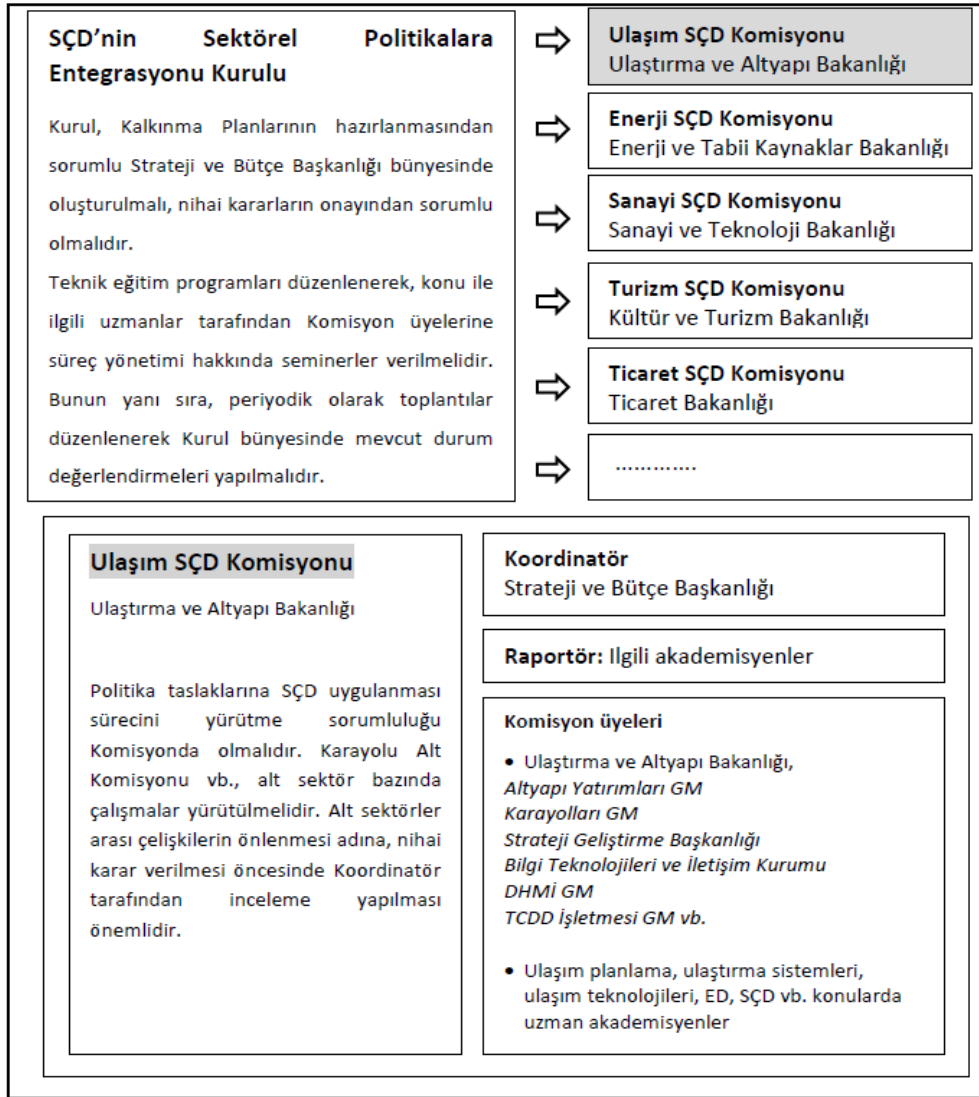 SÇD’nin Sektörel Politikalara
Entegrasyonu Kurulu
Kurul, Kalkınma Planlarının hazırlanmasından
sorumlu Strateji ve Bütçe Başkanlığı bünyesinde
oluşturulmalı, nihai kararların onayından sorumlu
olmalıdır.
Teknik eğitim programları düzenlenerek, konu ile
ilgili uzmanlar tarafından Komisyon üyelerine
süreç yönetimi hakkında seminerler verilmelidir.
Bunun yanı sıra, periyodik olarak toplantılar
düzenlenerek Kurul bünyesinde mevcut durum
değerlendirmeleri yapılmalıdır.
Ulaşım SÇD Komisyonu
Ulaştırma ve Altyapı Bakanlığı
Enerji SÇD Komisyonu
Enerji ve Tabii Kaynaklar Bakanlığı
Sanayi SÇD Komisyonu
Sanayi ve Teknoloji Bakanlığı
Turizm SÇD Komisyonu
Kültür ve Turizm Bakanlığı
Ticaret SÇD Komisyonu
Ticaret Bakanlığı
………….
Ulaşım SÇD Komisyonu
Ulaştırma ve Altyapı Bakanlığı
Politika taslaklarına SÇD uygulanması
sürecini yürütme sorumluluğu
Komisyonda olmalıdır. Karayolu Alt
Komisyonu vb., alt sektör bazında
çalışmalar yürütülmelidir. Alt sektörler
arası çelişkilerin önlenmesi adına, nihai
karar verilmesi öncesinde Koordinatör
tarafından inceleme yapılması
önemlidir.
Koordinatör
Strateji ve Bütçe Başkanlığı
Raportör: Ilgili akademisyenler
Komisyon üyeleri
• Ulaştırma ve Altyapı Bakanlığı,
Altyapı Yatırımları GM
Karayolları GM
Strateji Geliştirme Başkanlığı
Bilgi Teknolojileri ve İletişim Kurumu
DHMİ GM
TCDD İşletmesi GM vb.
• Ulaşım planlama, ulaştırma sistemleri,
ulaşım teknolojileri, ED, SÇD vb. konularda
uzman akademisyenler